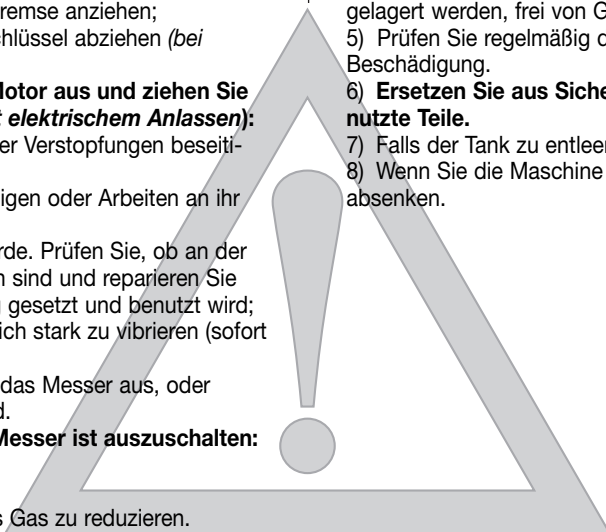 remse anziehen;
hlüssel abziehen (bei
Motor aus und ziehen Sie
elektrischem Anlassen):
er Verstopfungen beseiti-
igen oder Arbeiten an ihr
rde. Prüfen Sie, ob an der
n sind und reparieren Sie
gesetzt und benutzt wird;
ich stark zu vibrieren (sofort
das Messer aus, oder
d.
Messer ist auszuschalten:
s Gas zu reduzieren.
gelagert werden, frei von G
5) Prüfen Sie regelmäßig d
Beschädigung.
6) Ersetzen Sie aus Siche
nutzte Teile.
7) Falls der Tank zu entleer
8) Wenn Sie die Maschine
absenken.